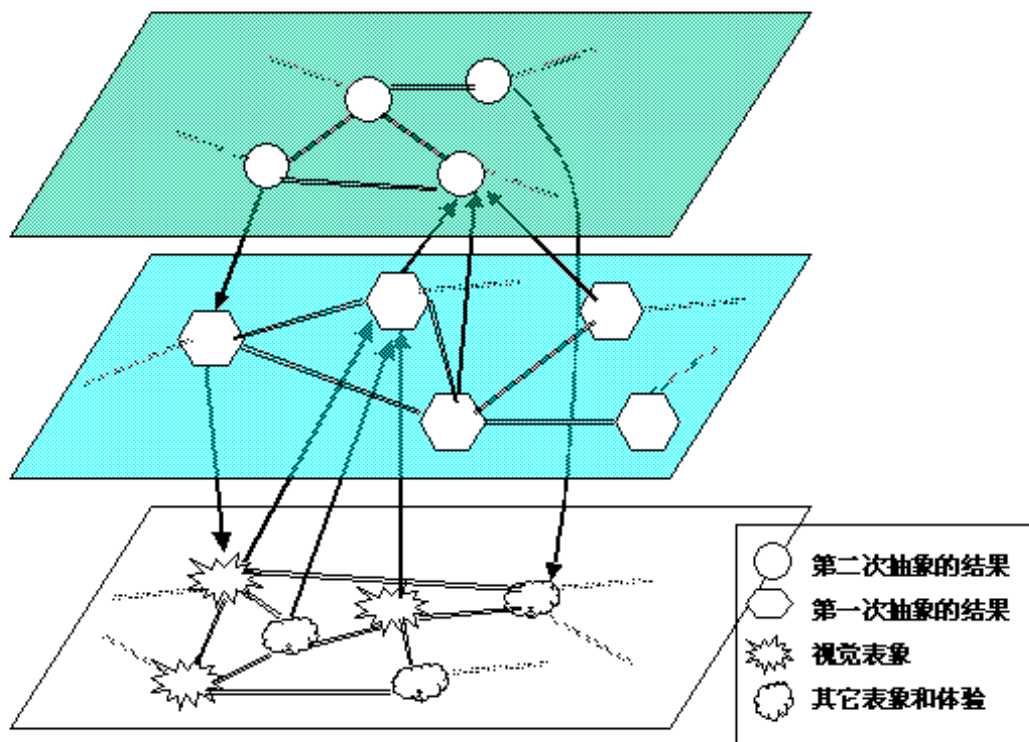 第二次抽象的结果
第一次抽象的结果
视觉表象
其它表象和体验